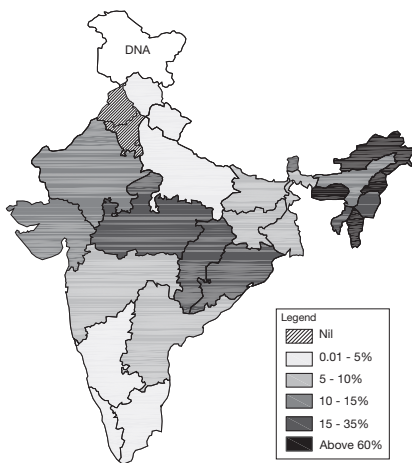 DNA
Legend
Nil
0.01 - 5%
5 - 10%
10 - 15%
15 - 35%
Above 60%